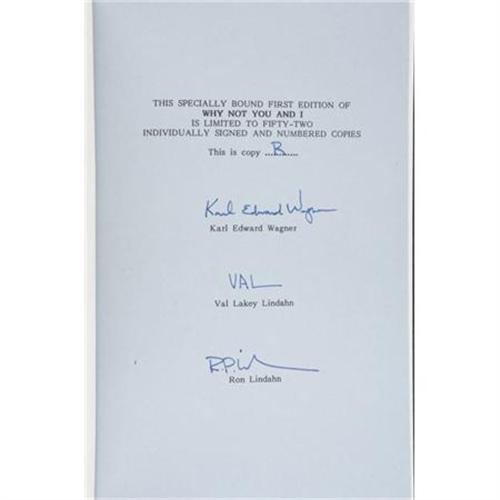 THIS SPECIALLY BOUND FIRST EDITION OF
WHY NOT YOU AND I
IS LIMITED TO FIFTY-TWO
INDIVIDUALLY SIGNED AND NUMBERED COPIES
This is copy ...B.....
Karl Edward Wagner
Karl Edward Wagner
VAL
Val Lakey Lindahn
Ron Lindahn